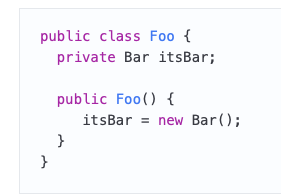 public class Foo {
  private Bar itsBar;

  public Foo() {
     itsBar = new Bar();
  }
}